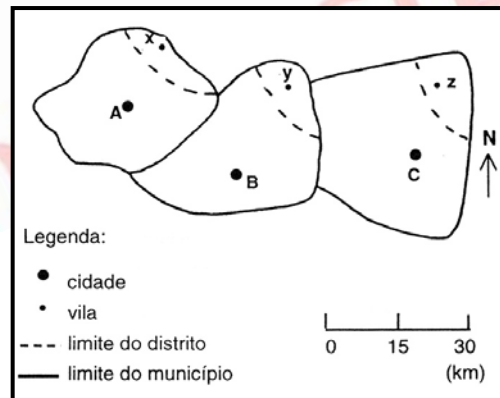 x
y
z
A
B
C
N
Legenda:
cidade
vila
limite do distrito
limite do município
0 15 30
(km)